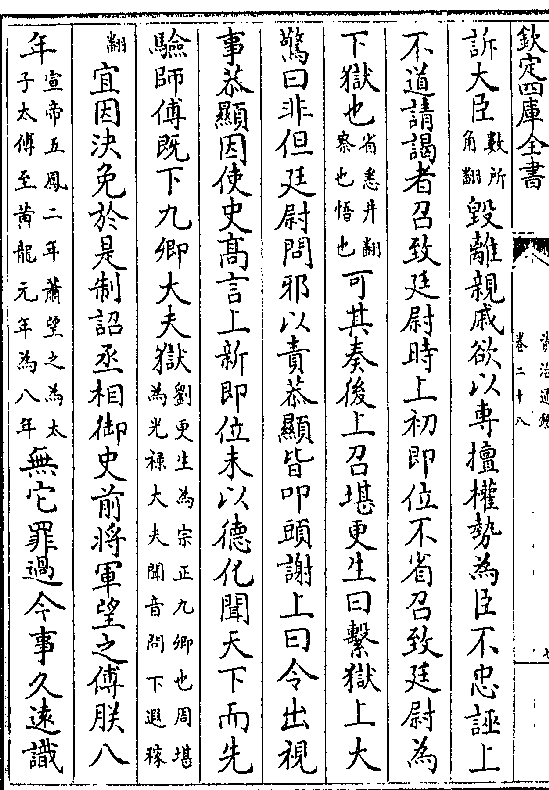 欽定四庫全書
資治通鑑
卷二十八
七
訴大臣數所角翻毀離親戚欲以專擅權勢為臣不忠誣上
不道請謁者召致廷尉時上初即位不省召致廷尉為
下獄也省悉井翻察也悟也可其奏後上召堪更生曰繫獄上大
驚曰非但廷尉問邪以責恭顯皆叩頭謝上曰令出視
事恭顯因使史高言上新即位未以德化聞天下而先
驗師傅既下九卿大夫獄劉更生為宗正九卿也周堪為光祿大夫聞音問下遐稼
翻宜因決免於是制詔丞相御史前將軍望之傅朕八
年宣帝五鳳二年蕭望之為太子太傅至黄龍元年為八年無它罪過今事久遠識